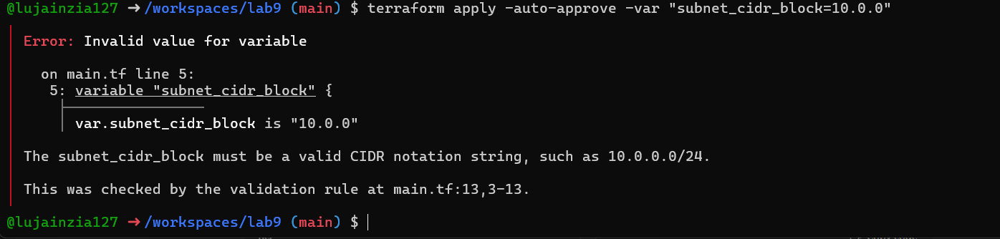 @lujainzia127 ➜ /workspaces/lab9 (main) $ terraform apply -auto-approve -var "subnet_cidr_block=10.0.0"
Error: Invalid value for variable
on main.tf line 5:
5: variable "subnet_cidr_block" {
var.subnet_cidr_block is "10.0.0"
The subnet_cidr_block must be a valid CIDR notation string, such as 10.0.0.0/24.
This was checked by the validation rule at main.tf:13,3-13.
@lujainzia127 ➜ /workspaces/lab9 (main) $